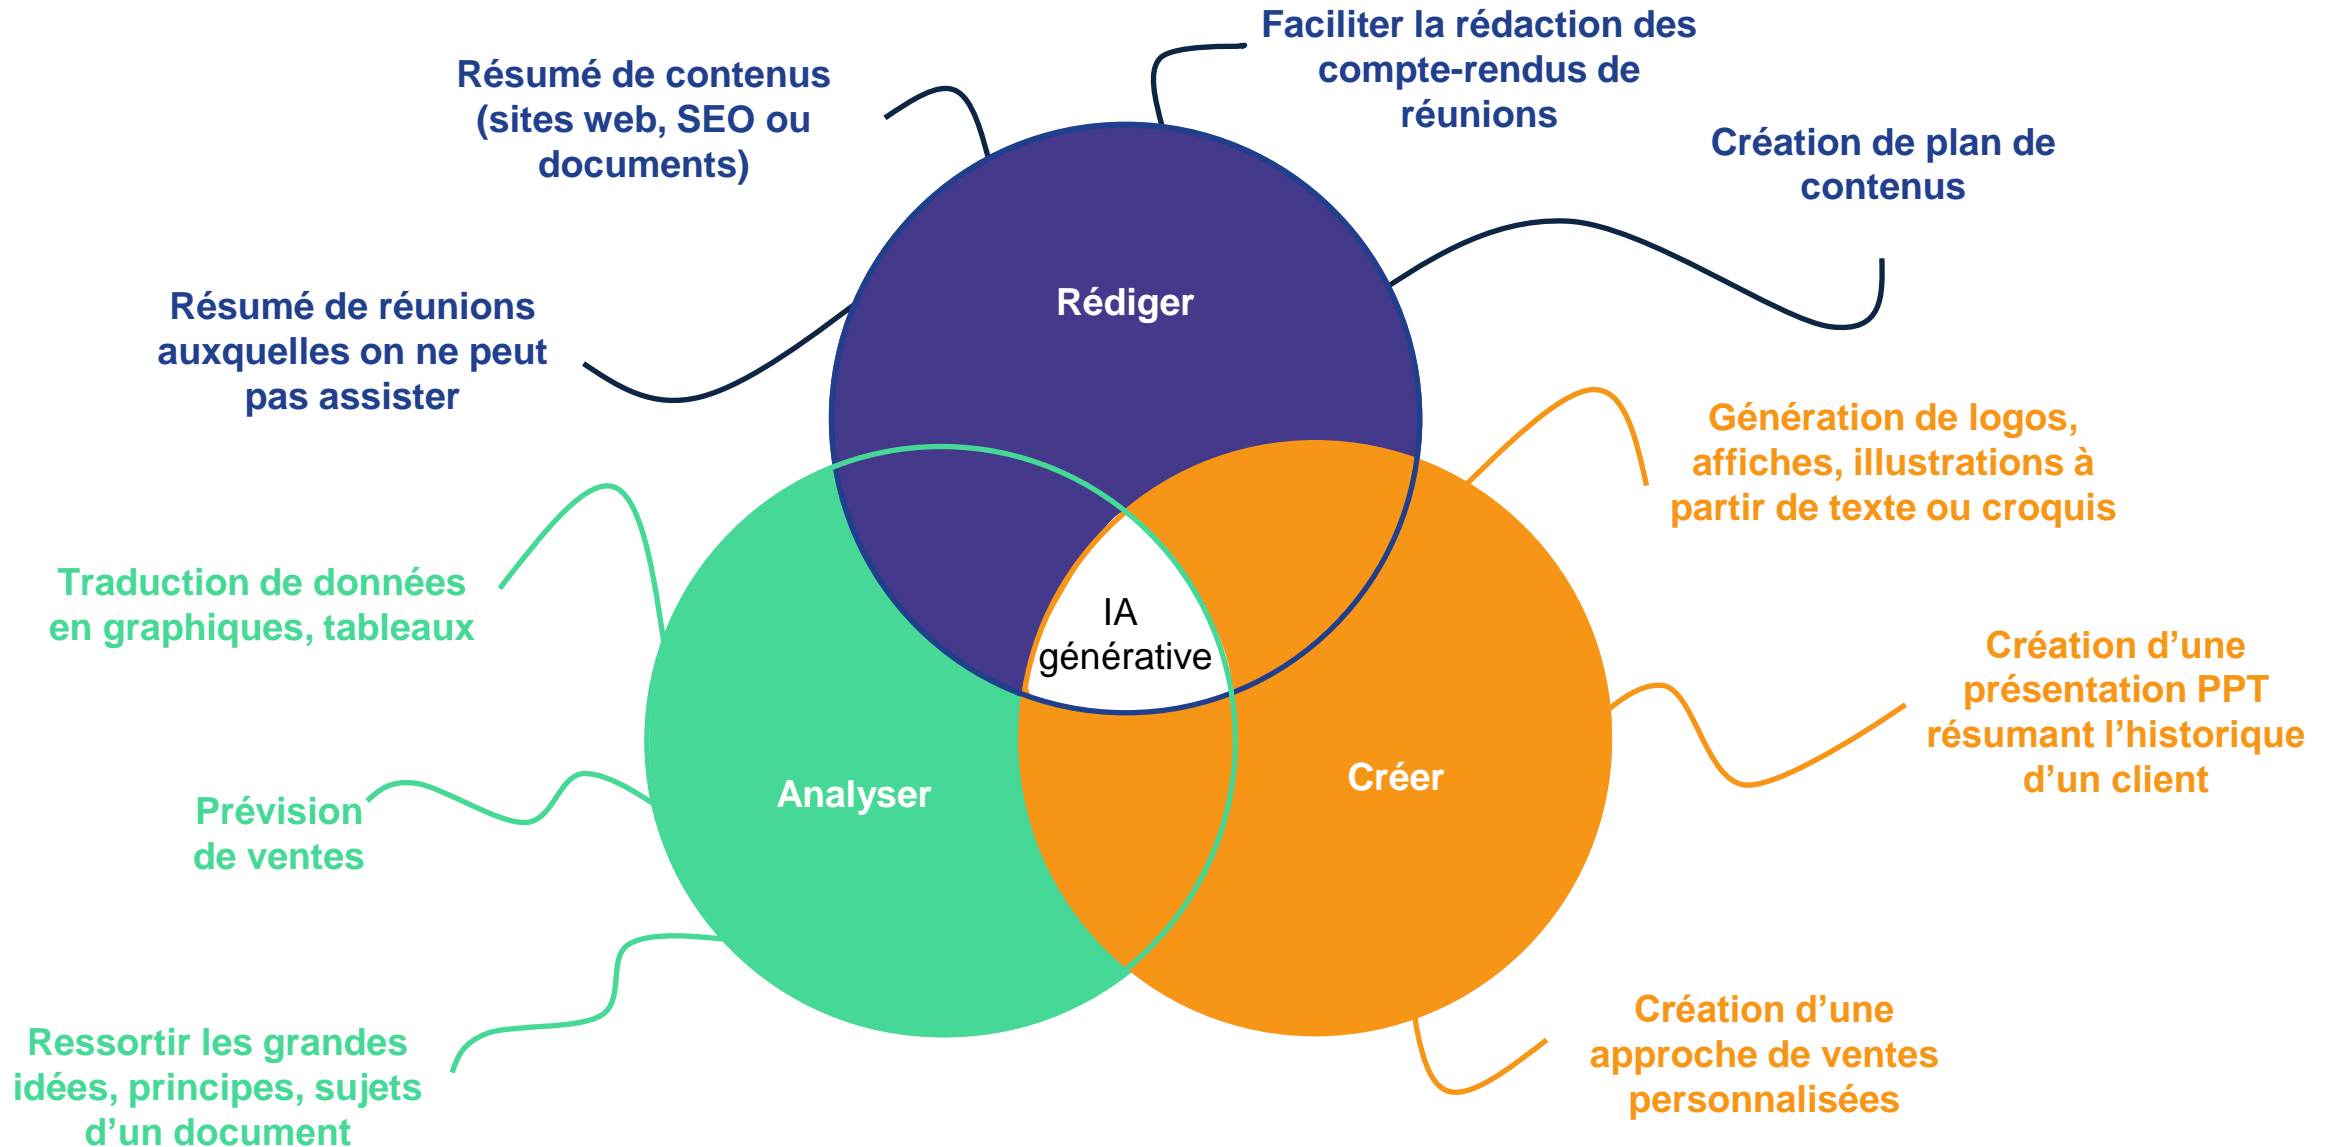 Faciliter la rédaction des
compte-rendus de
réunions
Résumé de contenus
(sites web, SEO ou
documents)
Création de plan de
contenus
Résumé de réunions
auxquelles on ne peut
pas assister
Rédiger
Génération de logos,
affiches, illustrations à
partir de texte ou croquis
Traduction de données
en graphiques, tableaux
IA
générative
Création d’une
présentation PPT
résumant l’historique
d’un client
Prévision
de ventes
Analyser
Créer
Ressortir les grandes
idées, principes, sujets
d’un document
Création d’une
approche de ventes
personnalisées